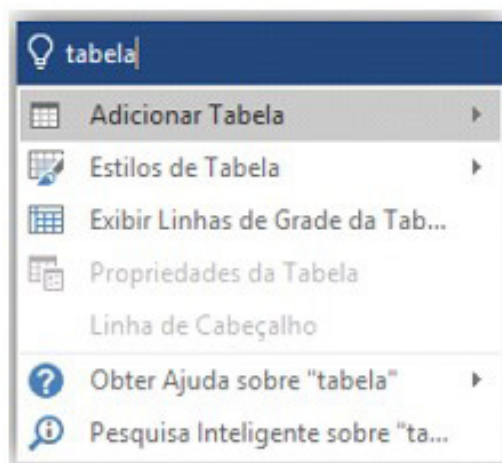 tabela
Adicionar Tabela
Estilos de Tabela
Exibir Linhas de Grade da Tab...
Propriedades da Tabela
Linha de Cabeçalho
Obter Ajuda sobre "tabela"
Pesquisa Inteligente sobre "ta...